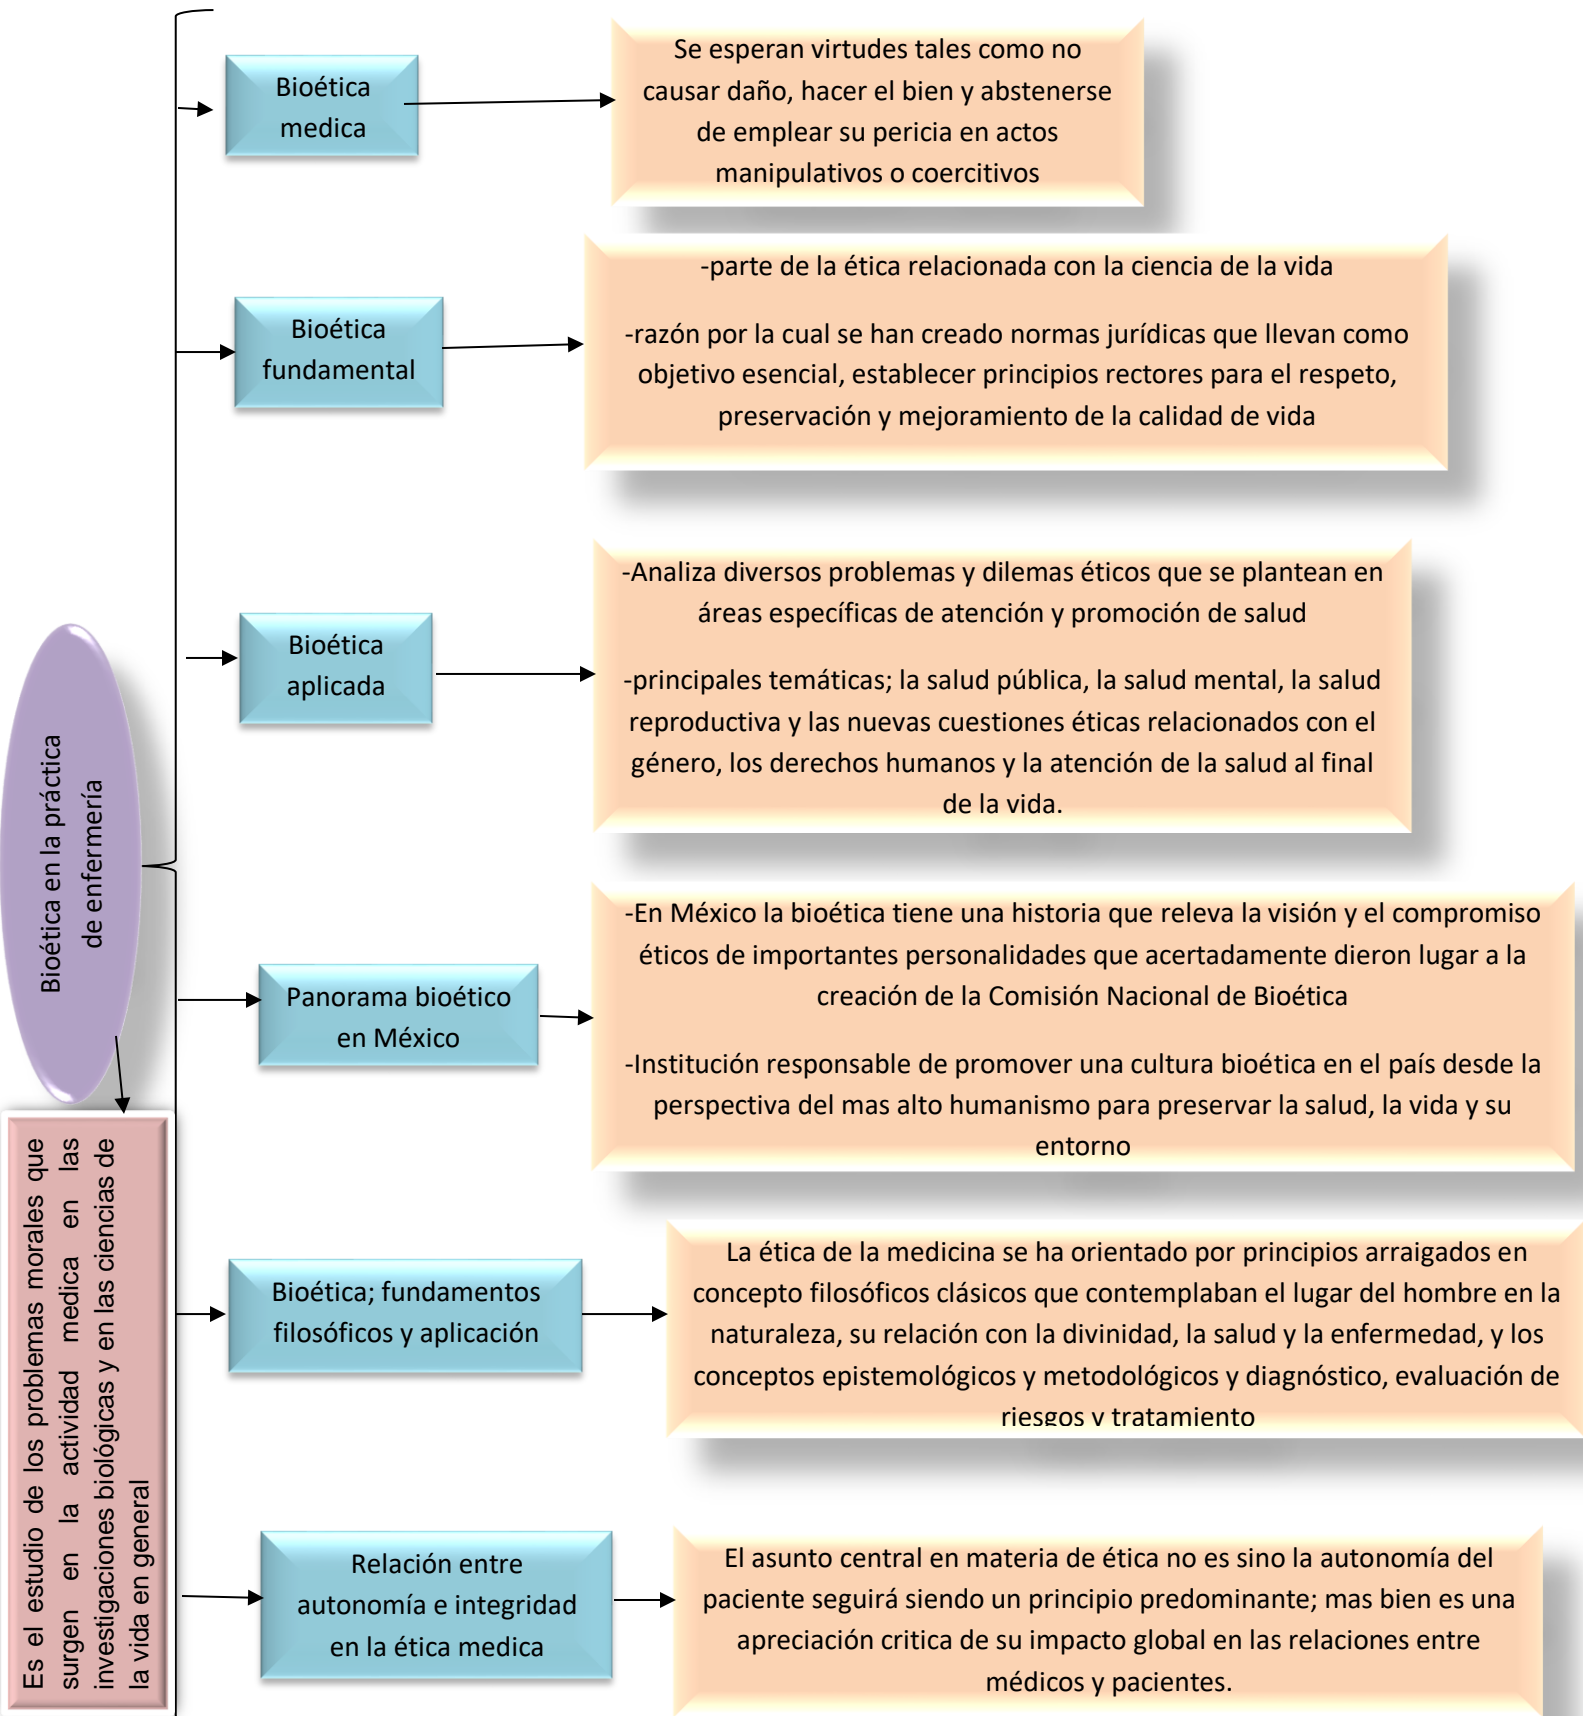 Bioética en la práctica
de enfermería
Es el estudio de los problemas morales que
surgen en la actividad medica en las
investigaciones biológicas y en las ciencias de
la vida en general
Bioética
medica
Se esperan virtudes tales como no
causar daño, hacer el bien y abstenerse
de emplear su pericia en actos
manipulativos o coercitivos
Bioética
fundamental
-parte de la ética relacionada con la ciencia de la vida
-razón por la cual se han creado normas jurídicas que llevan como
objetivo esencial, establecer principios rectores para el respeto,
preservación y mejoramiento de la calidad de vida
Bioética
aplicada
-Analiza diversos problemas y dilemas éticos que se plantean en
áreas específicas de atención y promoción de salud
-principales temáticas; la salud pública, la salud mental, la salud
reproductiva y las nuevas cuestiones éticas relacionados con el
género, los derechos humanos y la atención de la salud al final
de la vida.
Panorama bioético
en México
-En México la bioética tiene una historia que releva la visión y el compromiso
éticos de importantes personalidades que acertadamente dieron lugar a la
creación de la Comisión Nacional de Bioética
-Institución responsable de promover una cultura bioética en el país desde la
perspectiva del mas alto humanismo para preservar la salud, la vida y su
entorno
Bioética; fundamentos
filosóficos y aplicación
La ética de la medicina se ha orientado por principios arraigados en
concepto filosóficos clásicos que contemplaban el lugar del hombre en la
naturaleza, su relación con la divinidad, la salud y la enfermedad, y los
conceptos epistemológicos y metodológicos y diagnóstico, evaluación de
riesgos y tratamiento
Relación entre
autonomía e integridad
en la ética medica
El asunto central en materia de ética no es sino la autonomía del
paciente seguirá siendo un principio predominante; mas bien es una
apreciación critica de su impacto global en las relaciones entre
médicos y pacientes.